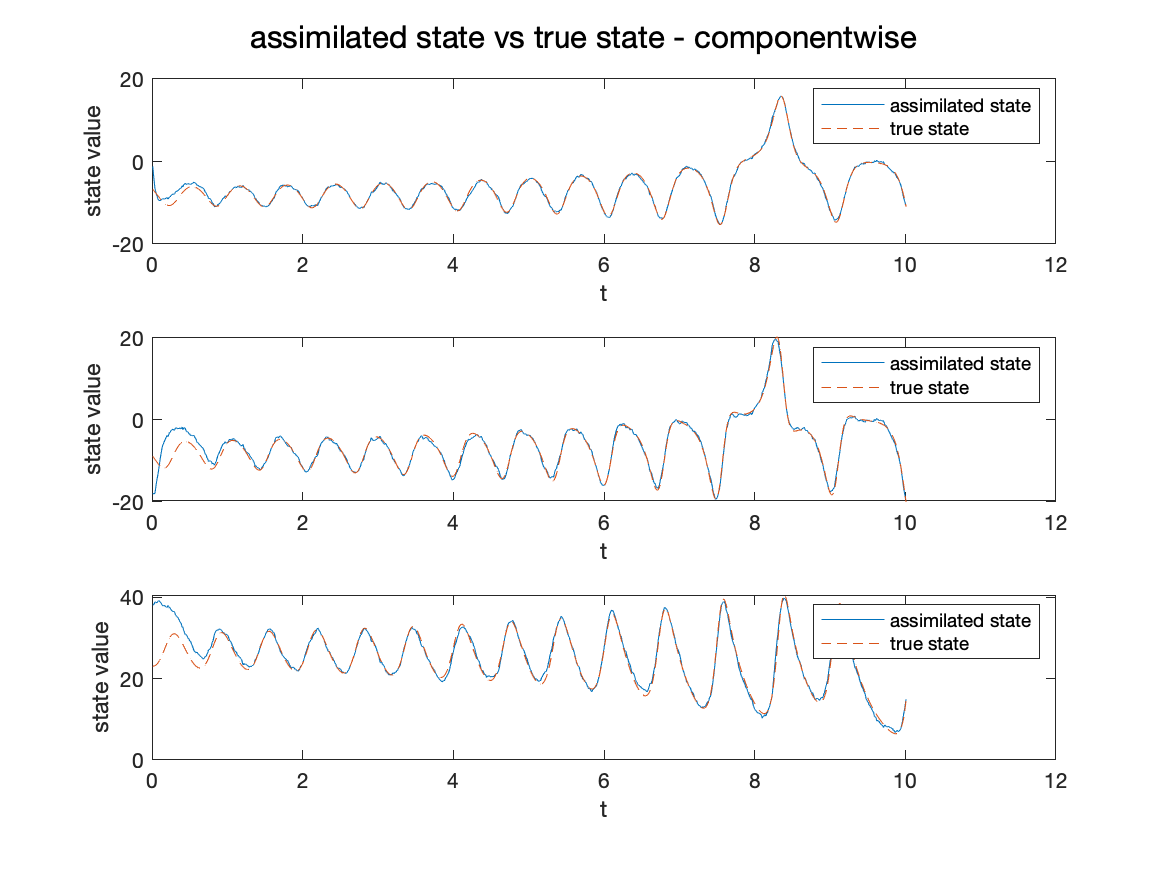 assimilated state vs true state - componentwise
20
0
-20
state value
assimilated state
true state
0 2 4 6 8 10 12
t
20
0
-20
state value
assimilated state
true state
0 2 4 6 8 10 12
t
40
20
0
state value
assimilated state
true state
0 2 4 6 8 10 12
t